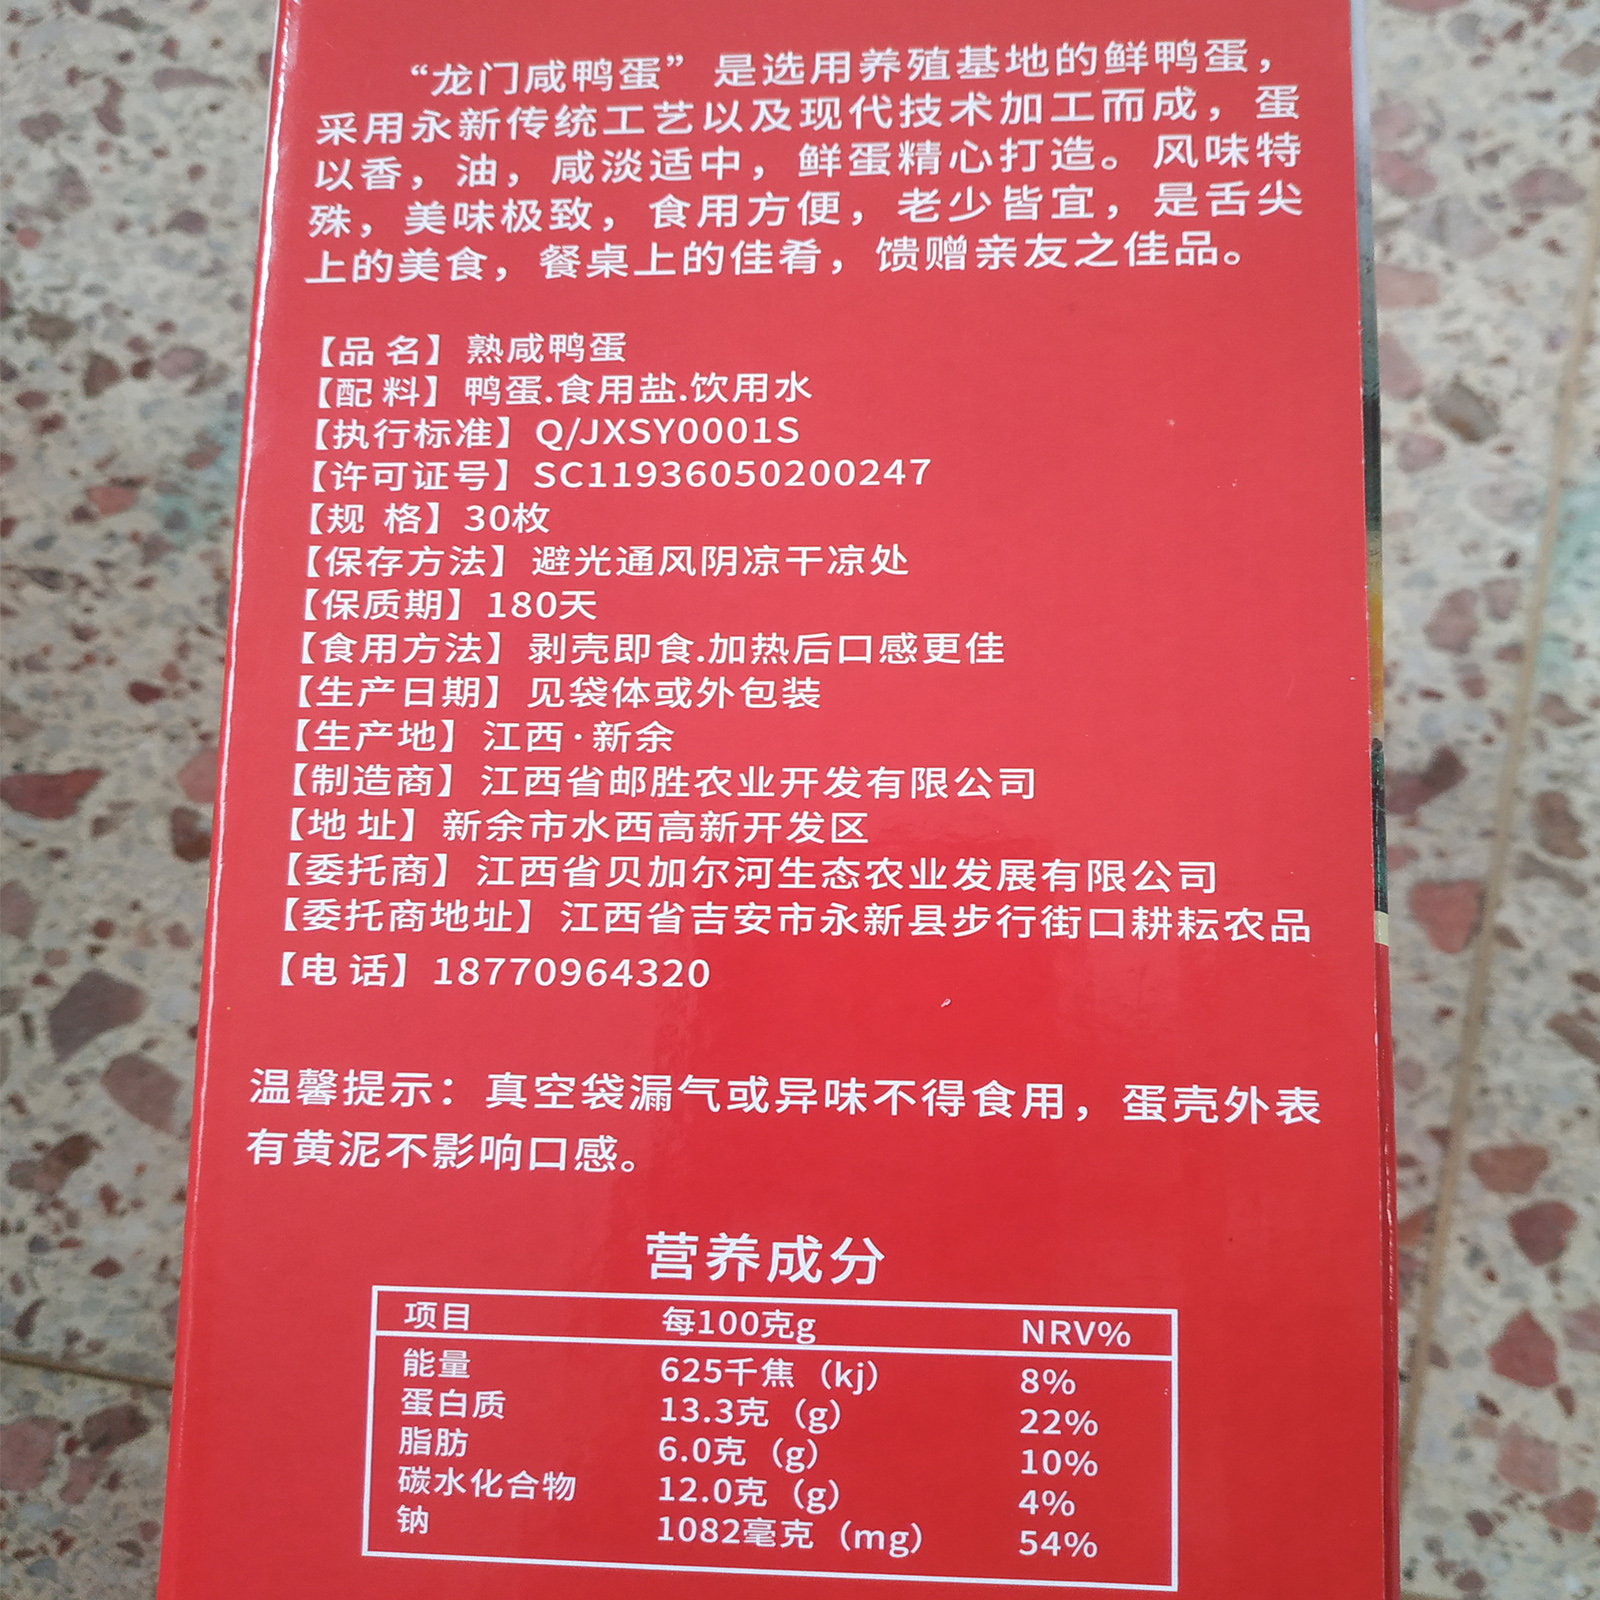 “龙门咸鸭蛋”是选用养殖基地的鲜鸭蛋，
采用永新传统工艺以及现代技术加工而成，蛋
以香，油，咸淡适中，鲜蛋精心打造。风味特
殊，美味极致，食用方便，老少皆宜，是舌尖
上的美食，餐桌上的佳肴，馈赠亲友之佳品。
【品 名】熟咸鸭蛋
【配 料】鸭蛋.食用盐.饮用水
【执行标准】Q/JXSY0001S
【许可证号】SC11936050200247
【规 格】30枚
【保存方法】避光通风阴凉干凉处
【保质期】180天
【食用方法】剥壳即食.加热后口感更佳
【生产日期】见袋体或外包装
【生产地】江西·新余
【制造商】江西省邮胜农业开发有限公司
【地 址】新余市水西高新开发区
【委托商】江西省贝加尔河生态农业发展有限公司
【委托商地址】江西省吉安市永新县步行街口耕耘农品
【电 话】18770964320
温馨提示：真空袋漏气或异味不得食用，蛋壳外表
有黄泥不影响口感。
营养成分
项目 每100克g NRV%
能量 625千焦（kj） 8%
蛋白质 13.3克（g） 22%
脂肪 6.0克（g） 10%
碳水化合物 12.0克（g） 4%
钠 1082毫克（mg） 54%